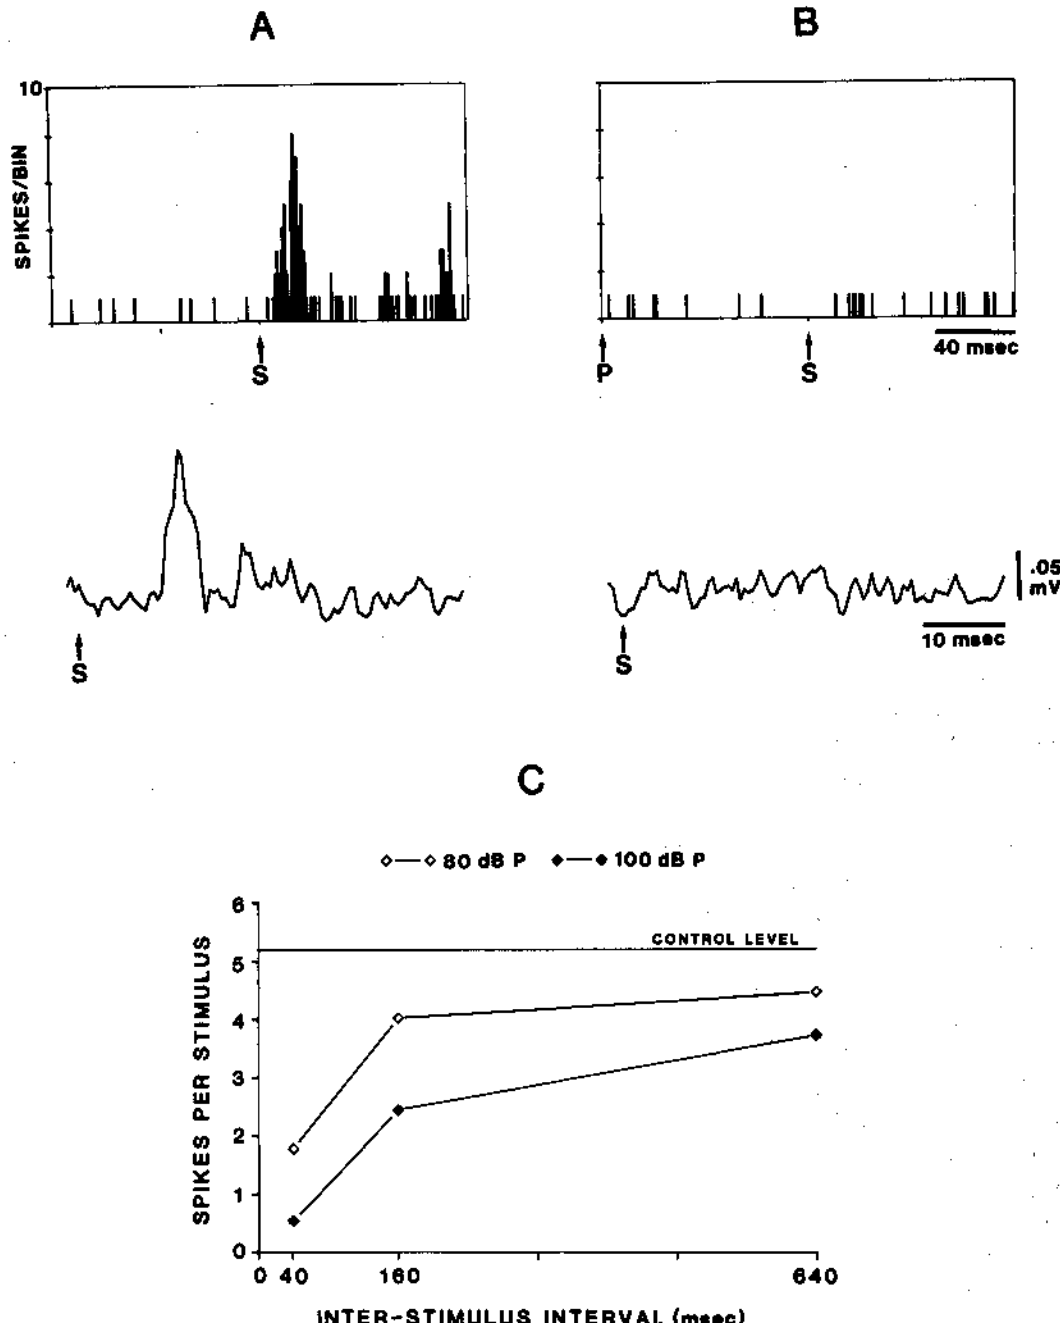 A
B
10
SPIKES/BIN
S
P
S
40 msec
S
S
.05
mV
10 msec
C
80 dB P
100 dB P
6
CONTROL LEVEL
5
4
3
2
1
0
SPIKES PER STIMULUS
0 40 160 640
INTER-STIMULUS INTERVAL (msec)